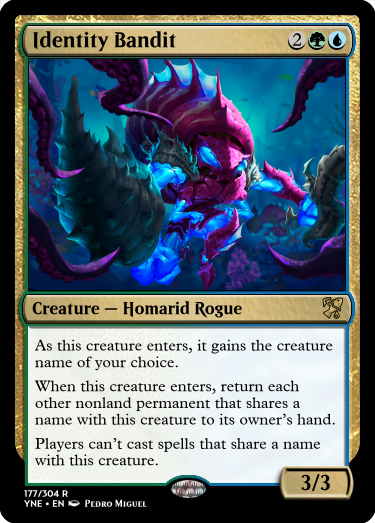 Identity Bandit 2
Creature — Homarid Rogue
As this creature enters, it gains the creature
name of your choice.
When this creature enters, return each
other nonland permanent that shares a
name with this creature to its owner's hand.
Players can't cast spells that share a name
with this creature.
3/3
177/304 R
YNE • EN Pedro Miguel